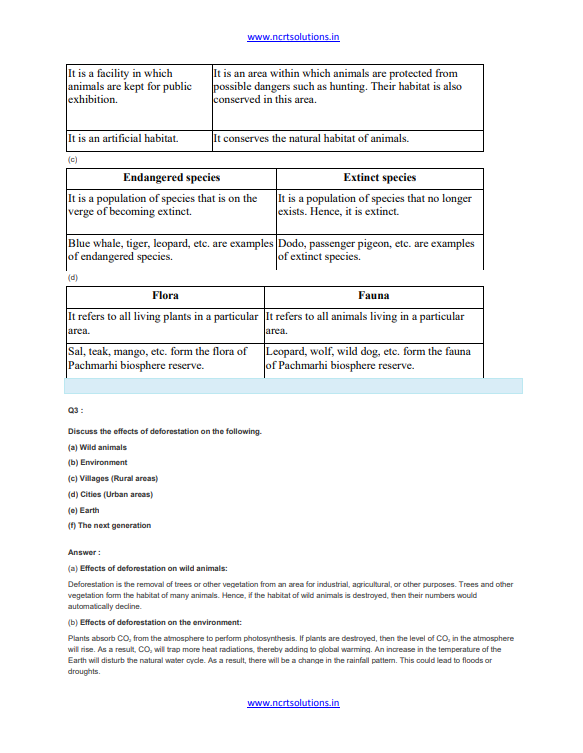 www.ncrtsolutions.in
It is a facility in which
animals are kept for public
exhibition.
It is an area within which animals are protected from
possible dangers such as hunting. Their habitat is also
conserved in this area.
It is an artificial habitat.
It conserves the natural habitat of animals.
(c)
Endangered species
Extinct species
It is a population of species that is on the
verge of becoming extinct.
It is a population of species that no longer
exists. Hence, it is extinct.
Blue whale, tiger, leopard, etc. are examples
of endangered species.
Dodo, passenger pigeon, etc. are examples
of extinct species.
(d)
Flora
Fauna
It refers to all living plants in a particular
area.
It refers to all animals living in a particular
area.
Sal, teak, mango, etc. form the flora of
Pachmarhi biosphere reserve.
Leopard, wolf, wild dog, etc. form the fauna
of Pachmarhi biosphere reserve.
Q3 :
Discuss the effects of deforestation on the following.
(a) Wild animals
(b) Environment
(c) Villages (Rural areas)
(d) Cities (Urban areas)
(e) Earth
(f) The next generation
Answer :
(a) Effects of deforestation on wild animals:
Deforestation is the removal of trees or other vegetation from an area for industrial, agricultural, or other purposes. Trees and other
vegetation form the habitat of many animals. Hence, if the habitat of wild animals is destroyed, then their numbers would
automatically decline.
(b) Effects of deforestation on the environment:
Plants absorb CO₂ from the atmosphere to perform photosynthesis. If plants are destroyed, then the level of CO₂ in the atmosphere
will rise. As a result, CO₂ will trap more heat radiations, thereby adding to global warming. An increase in the temperature of the
Earth will disturb the natural water cycle. As a result, there will be a change in the rainfall pattern. This could lead to floods or
droughts.
www.ncrtsolutions.in